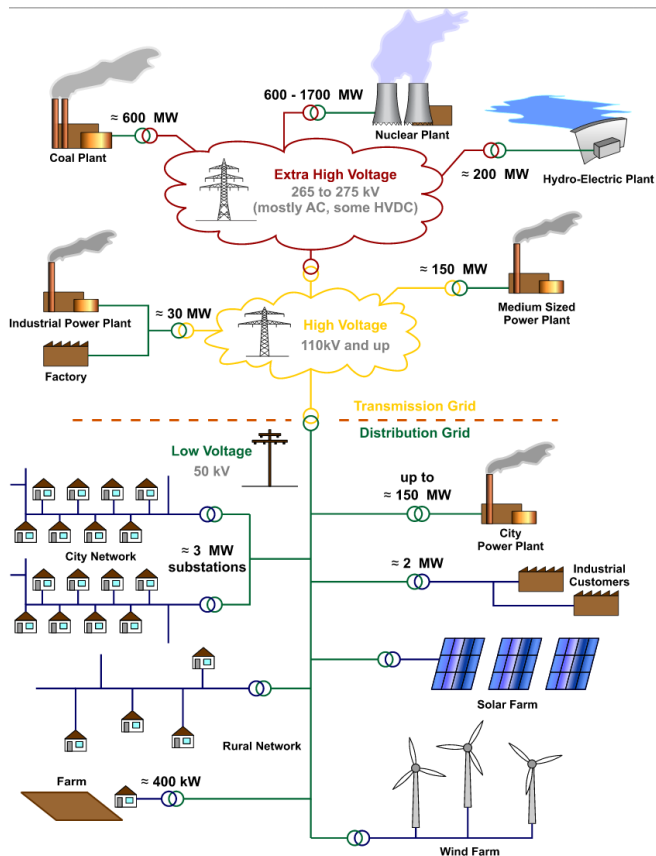 600 - 1700 MW
≈ 600 MW
Nuclear Plant
Coal Plant
Extra High Voltage
265 to 275 kV
(mostly AC, some HVDC)
≈ 200 MW
Hydro-Electric Plant
≈ 150 MW
Medium Sized
Power Plant
Industrial Power Plant
≈ 30 MW
Factory
High Voltage
110kV and up
Transmission Grid
Distribution Grid
Low Voltage
50 kV
up to
≈ 150 MW
City
Power Plant
City Network
≈ 3 MW
substations
≈ 2 MW
Industrial
Customers
Solar Farm
Rural Network
Farm
≈ 400 kW
Wind Farm